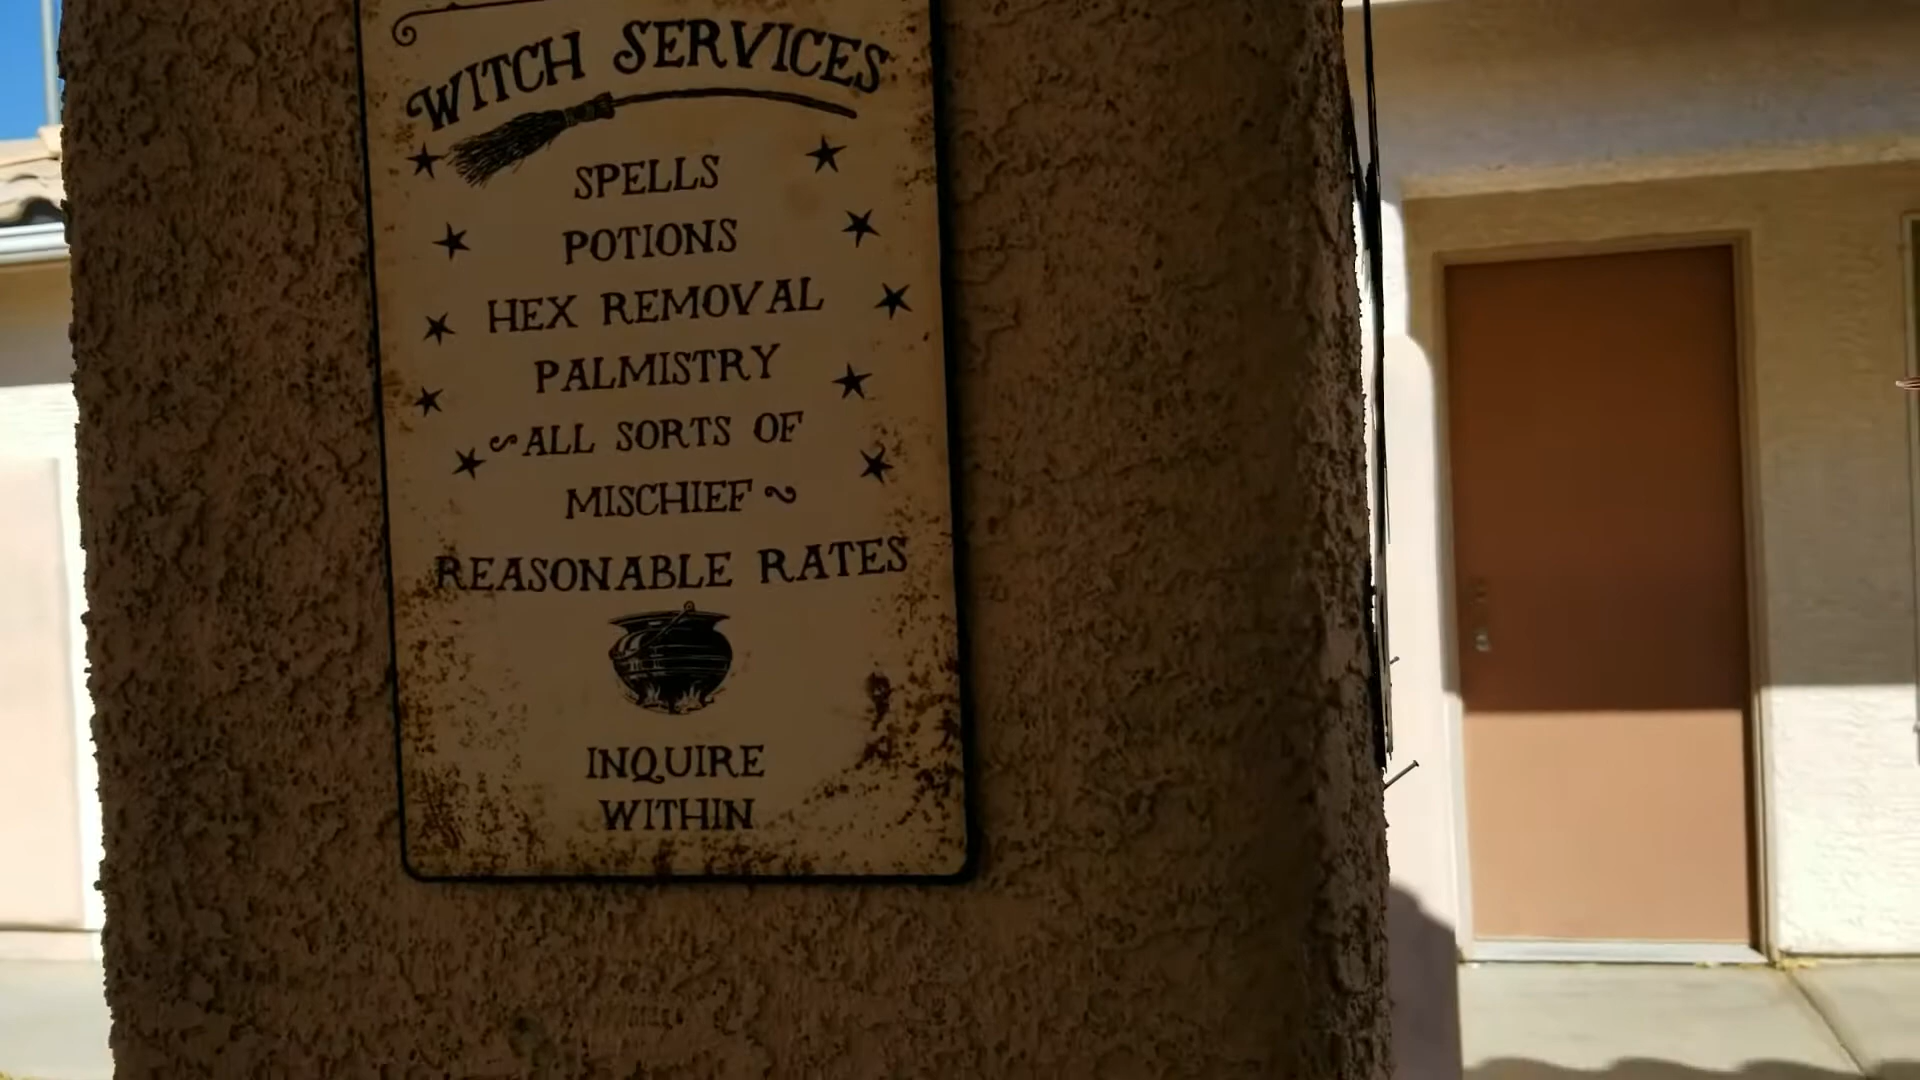 WITCH SERVICES
SPELLS
POTIONS
HEX REMOVAL
PALMISTRY
~ALL SORTS OF
MISCHIEF~
REASONABLE RATES
INQUIRE
WITHIN